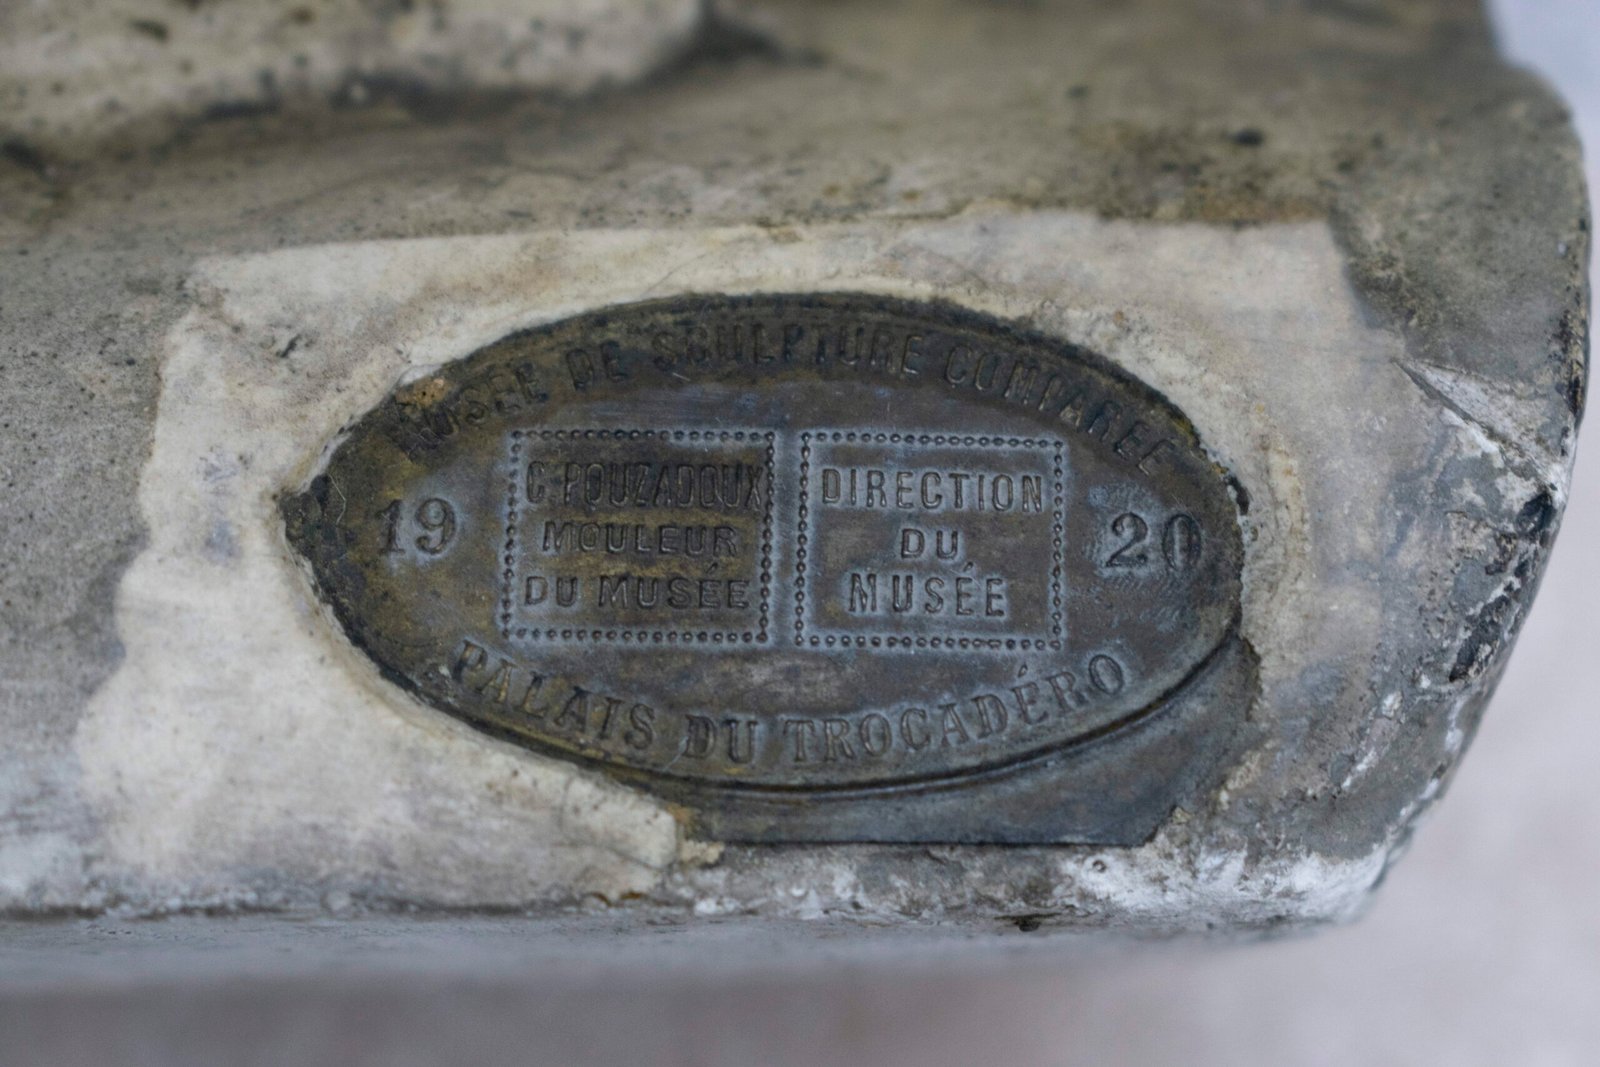 MUSÉE DE SCULPTURE COMPARÉE
19
C. POUZADOUX
MOULEUR
DU MUSÉE
DIRECTION
DU
MUSÉE
20
PALAIS DU TROCADÉRO